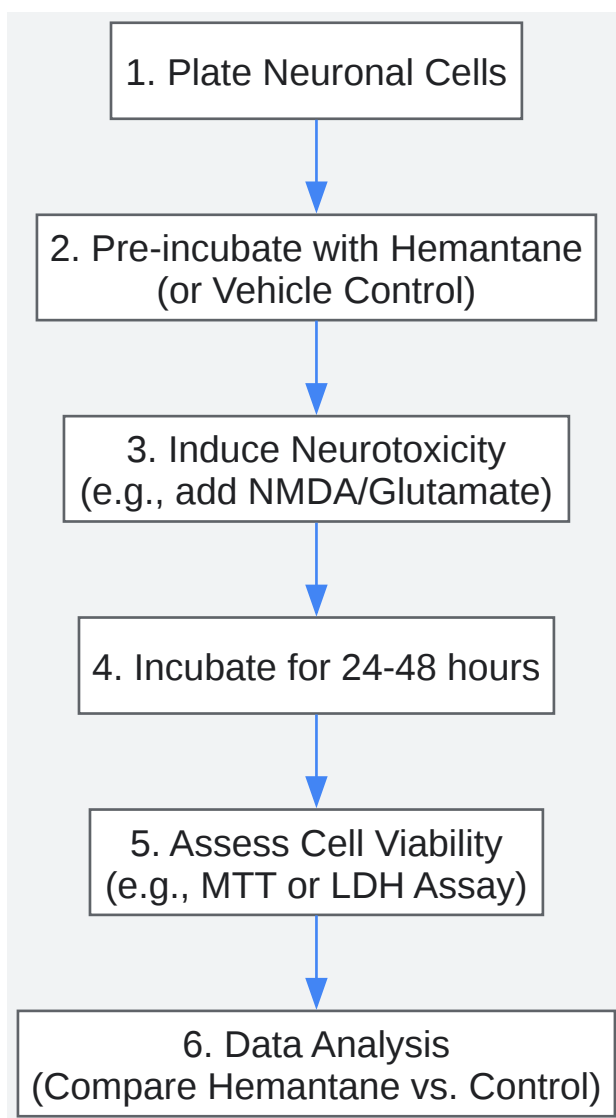 1. Plate Neuronal Cells
2. Pre-incubate with Hemantane
(or Vehicle Control)
3. Induce Neurotoxicity
(e.g., add NMDA/Glutamate)
4. Incubate for 24-48 hours
5. Assess Cell Viability
(e.g., MTT or LDH Assay)
6. Data Analysis
(Compare Hemantane vs. Control)